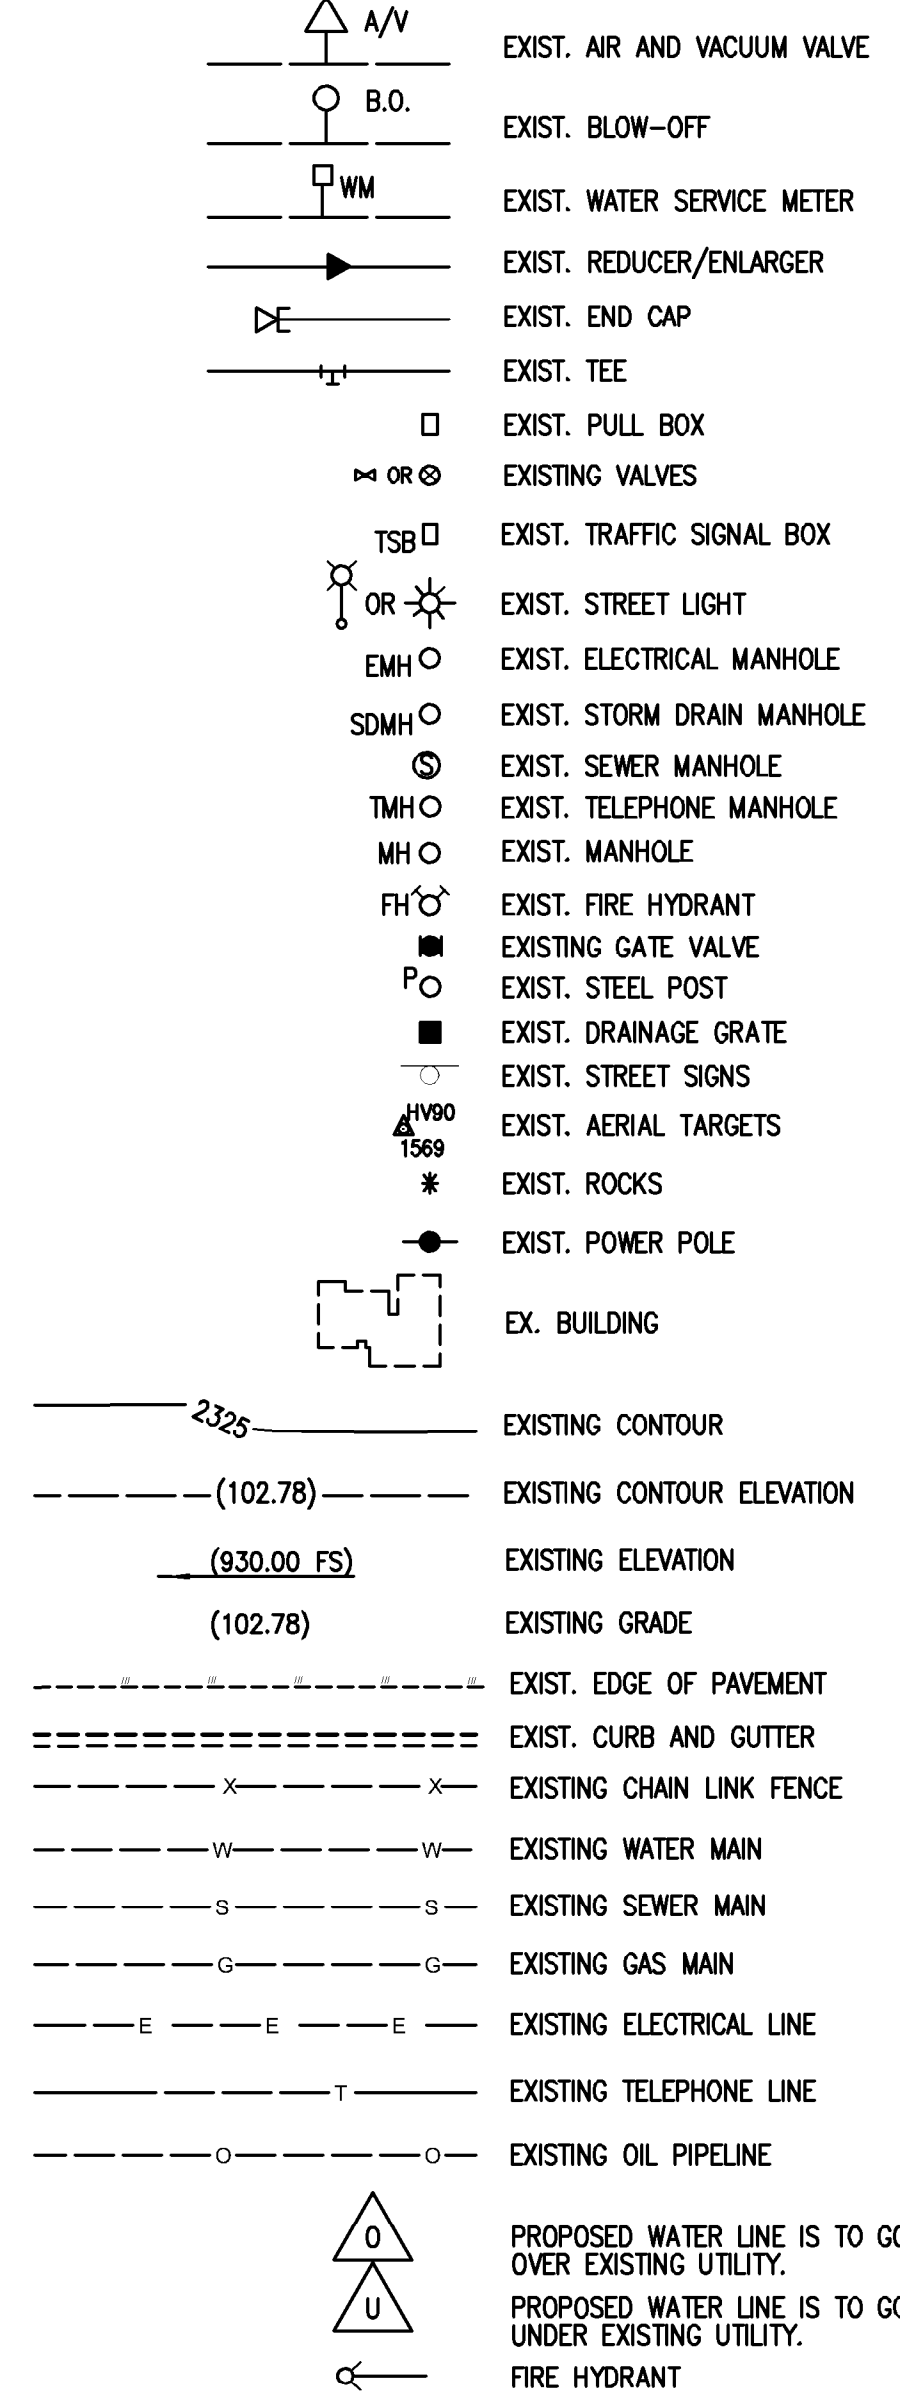 A/V
EXIST. AIR AND VACUUM VALVE
B.O.
EXIST. BLOW-OFF
WM
EXIST. WATER SERVICE METER
EXIST. REDUCER/ENLARGER
EXIST. END CAP
EXIST. TEE
EXIST. PULL BOX
OR EXISTING VALVES
TSB EXIST. TRAFFIC SIGNAL BOX
OR EXIST. STREET LIGHT
EMH EXIST. ELECTRICAL MANHOLE
SDMH EXIST. STORM DRAIN MANHOLE
S EXIST. SEWER MANHOLE
TMH EXIST. TELEPHONE MANHOLE
MH EXIST. MANHOLE
FH EXIST. FIRE HYDRANT
EXISTING GATE VALVE
P EXIST. STEEL POST
EXIST. DRAINAGE GRATE
EXIST. STREET SIGNS
HV90
EXIST. AERIAL TARGETS
1569
EXIST. ROCKS
EXIST. POWER POLE
EX. BUILDING
2325 EXISTING CONTOUR
(102.78) EXISTING CONTOUR ELEVATION
(930.00 FS) EXISTING ELEVATION
(102.78) EXISTING GRADE
/// /// /// /// /// EXIST. EDGE OF PAVEMENT
EXIST. CURB AND GUTTER
X X EXISTING CHAIN LINK FENCE
W W EXISTING WATER MAIN
S S EXISTING SEWER MAIN
G G EXISTING GAS MAIN
E E E EXISTING ELECTRICAL LINE
T EXISTING TELEPHONE LINE
O O EXISTING OIL PIPELINE
O PROPOSED WATER LINE IS TO GO
OVER EXISTING UTILITY.
U PROPOSED WATER LINE IS TO GO
UNDER EXISTING UTILITY.
FIRE HYDRANT